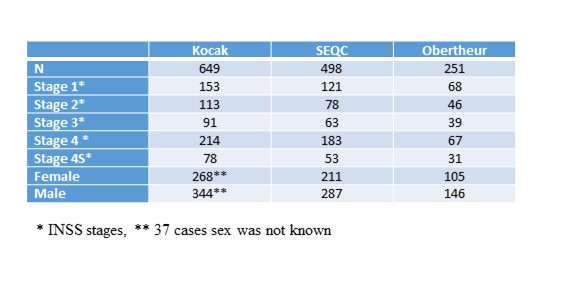 Kocak SEQC Obertheur
N 649 498 251
Stage 1* 153 121 68
Stage 2* 113 78 46
Stage 3* 91 63 39
Stage 4 * 214 183 67
Stage 4S* 78 53 31
Female 268** 211 105
Male 344** 287 146
* INSS stages, ** 37 cases sex was not known